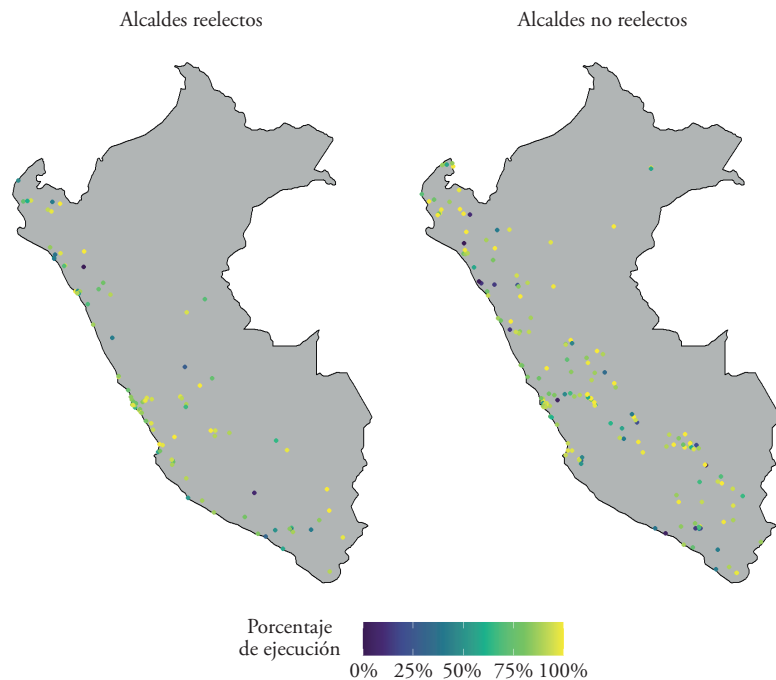 Alcaldes reelectos
Alcaldes no reelectos
Porcentaje
de ejecución
0% 25% 50% 75% 100%